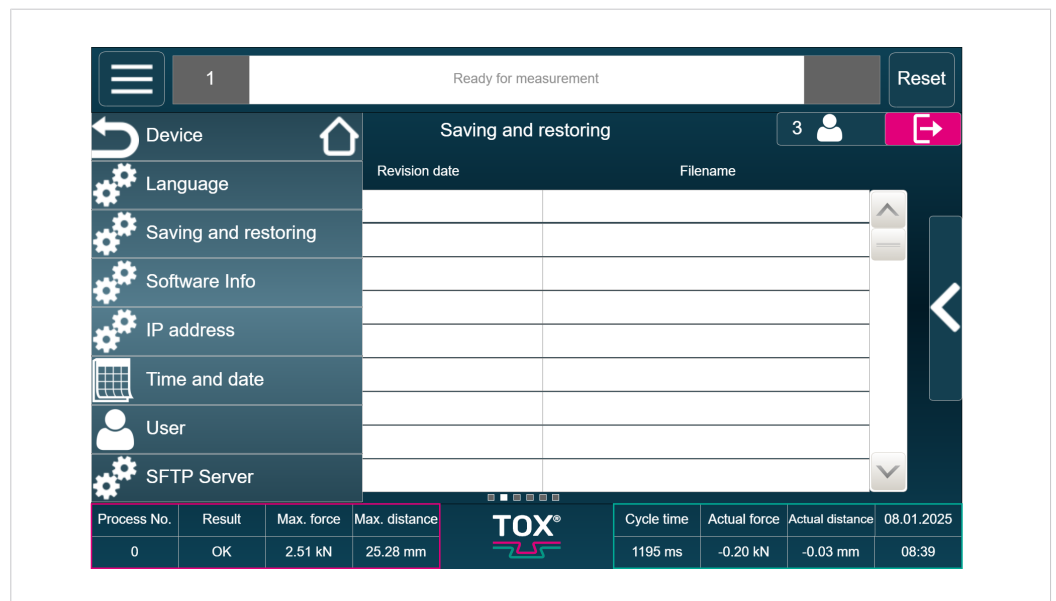 1
Ready for measurement
Reset
Device
Saving and restoring
3
Revision date
Filename
Language
Saving and restoring
Software Info
IP address
Time and date
User
SFTP Server
Process No. Result Max. force Max. distance
0 OK 2.51 kN 25.28 mm
TOX®
Cycle time Actual force Actual distance 08.01.2025
1195 ms -0.20 kN -0.03 mm 08:39